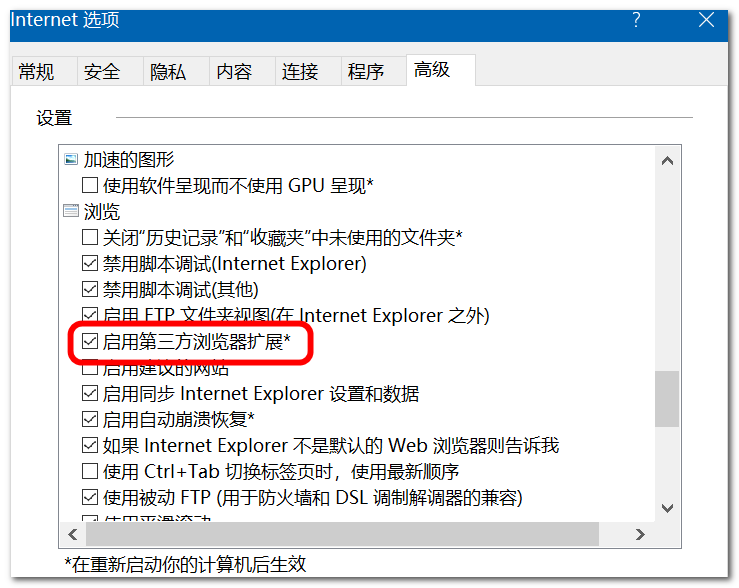 Internet 选项
?
常规 安全 隐私 内容 连接 程序 高级
设置
加速的图形
使用软件呈现而不使用 GPU 呈现*
浏览
关闭“历史记录”和“收藏夹”中未使用的文件夹*
禁用脚本调试(Internet Explorer)
禁用脚本调试(其他)
启用 FTP 文件夹视图(在 Internet Explorer 之外)
启用第三方浏览器扩展*
启用建议的网站
启用同步 Internet Explorer 设置和数据
启用自动崩溃恢复*
如果 Internet Explorer 不是默认的 Web 浏览器则告诉我
使用 Ctrl+Tab 切换标签页时，使用最新顺序
使用被动 FTP (用于防火墙和 DSL 调制解调器的兼容)
使用平滑滚动
*在重新启动你的计算机后生效